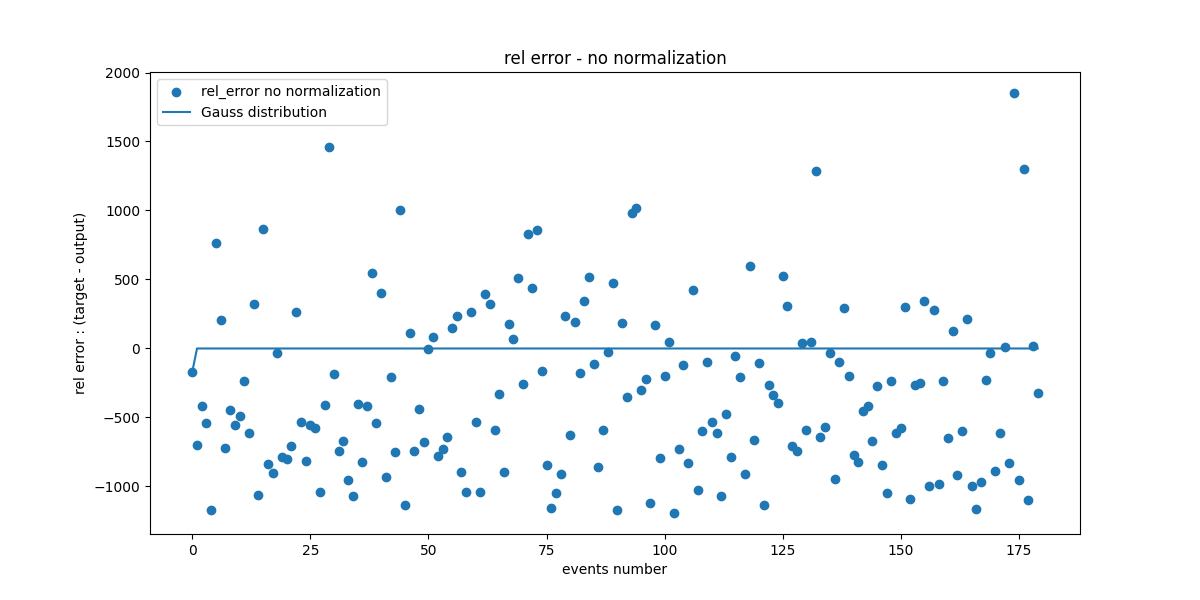 rel error - no normalization
rel_error no normalization
Gauss distribution
2000
1500
1000
500
0
−500
−1000
rel error : (target - output)
0 25 50 75 100 125 150 175
events number